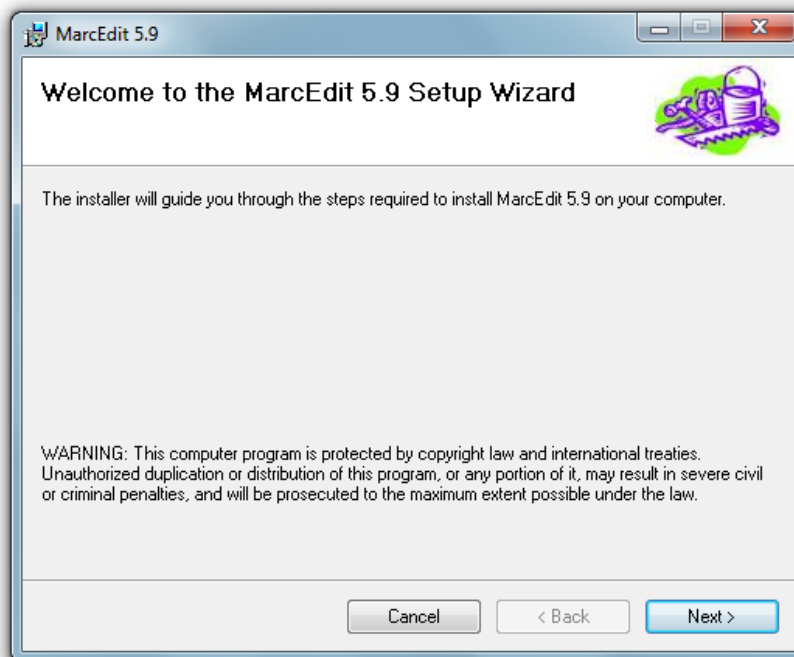 MarcEdit 5.9
Welcome to the MarcEdit 5.9 Setup Wizard
The installer will guide you through the steps required to install MarcEdit 5.9 on your computer.
WARNING: This computer program is protected by copyright law and international treaties.
Unauthorized duplication or distribution of this program, or any portion of it, may result in severe civil
or criminal penalties, and will be prosecuted to the maximum extent possible under the law.
Cancel
< Back
Next >